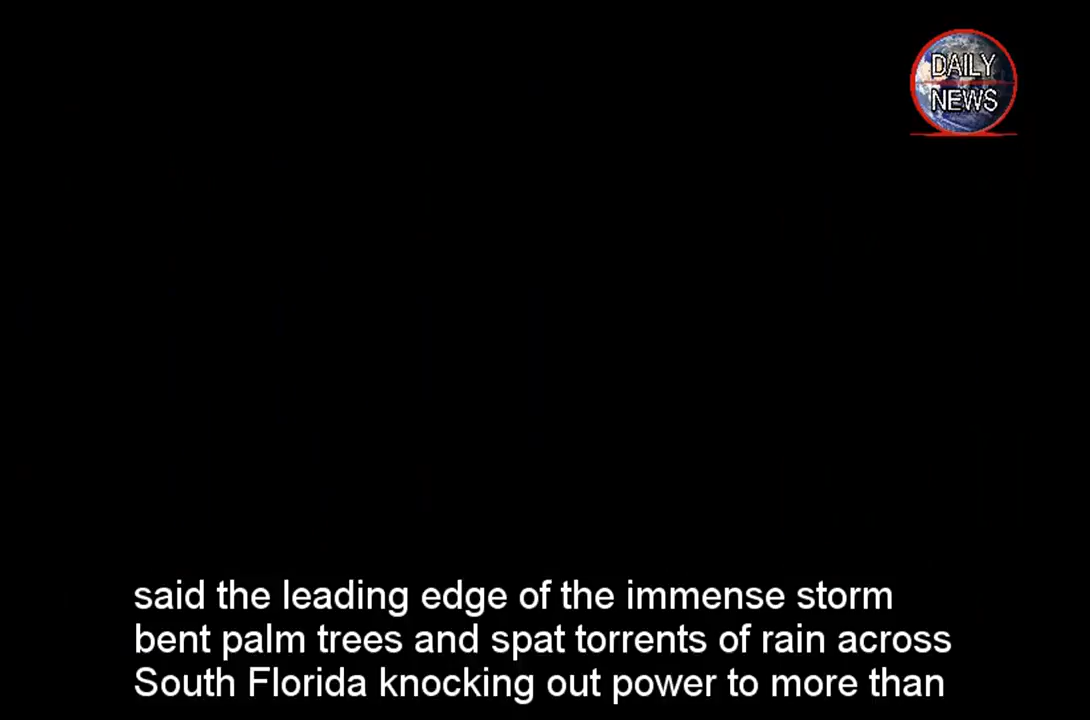 DAILY
NEWS
said the leading edge of the immense storm
bent palm trees and spat torrents of rain across
South Florida knocking out power to more than